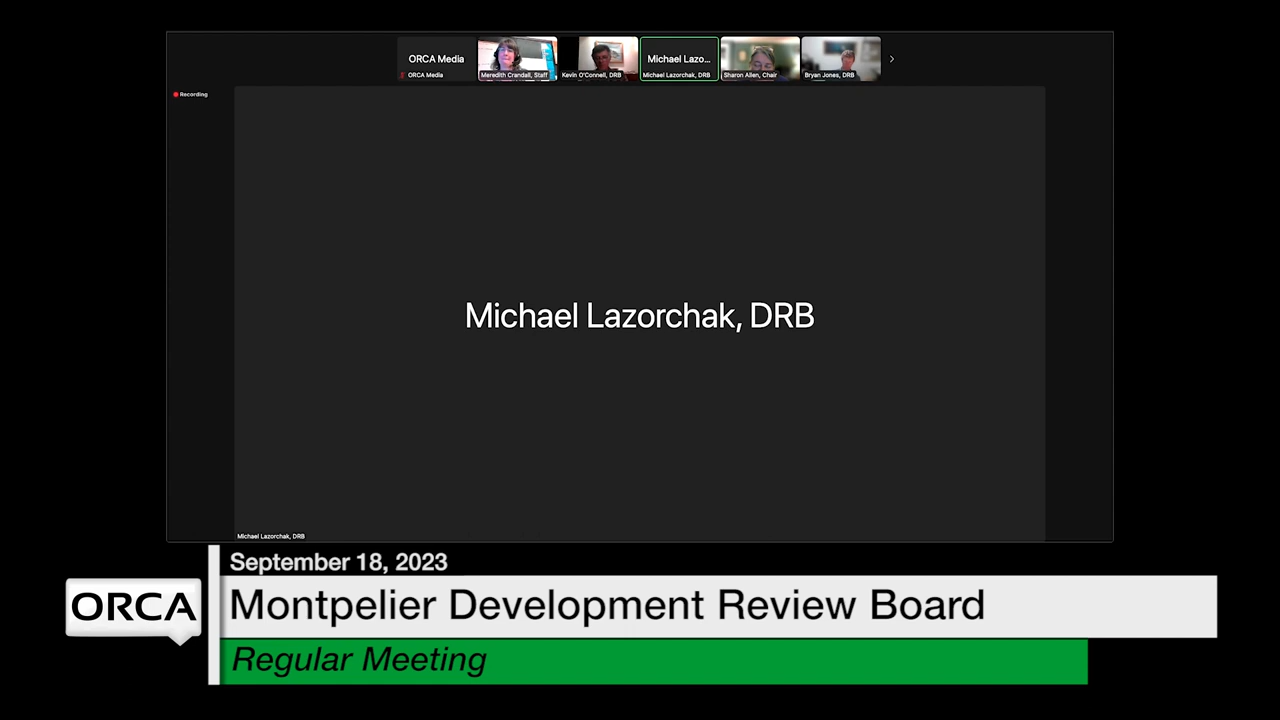 ORCA Media
Michael Lazo...
ORCA Media
Meredith Crandall, Staff
Kevin O'Connell, DRB
Michael Lazorchak, DRB
Sharon Allen, Chair
Bryan Jones, DRB
Recording
Michael Lazorchak, DRB
Michael Lazorchak, DRB
September 18, 2023
ORCA
Montpelier Development Review Board
Regular Meeting